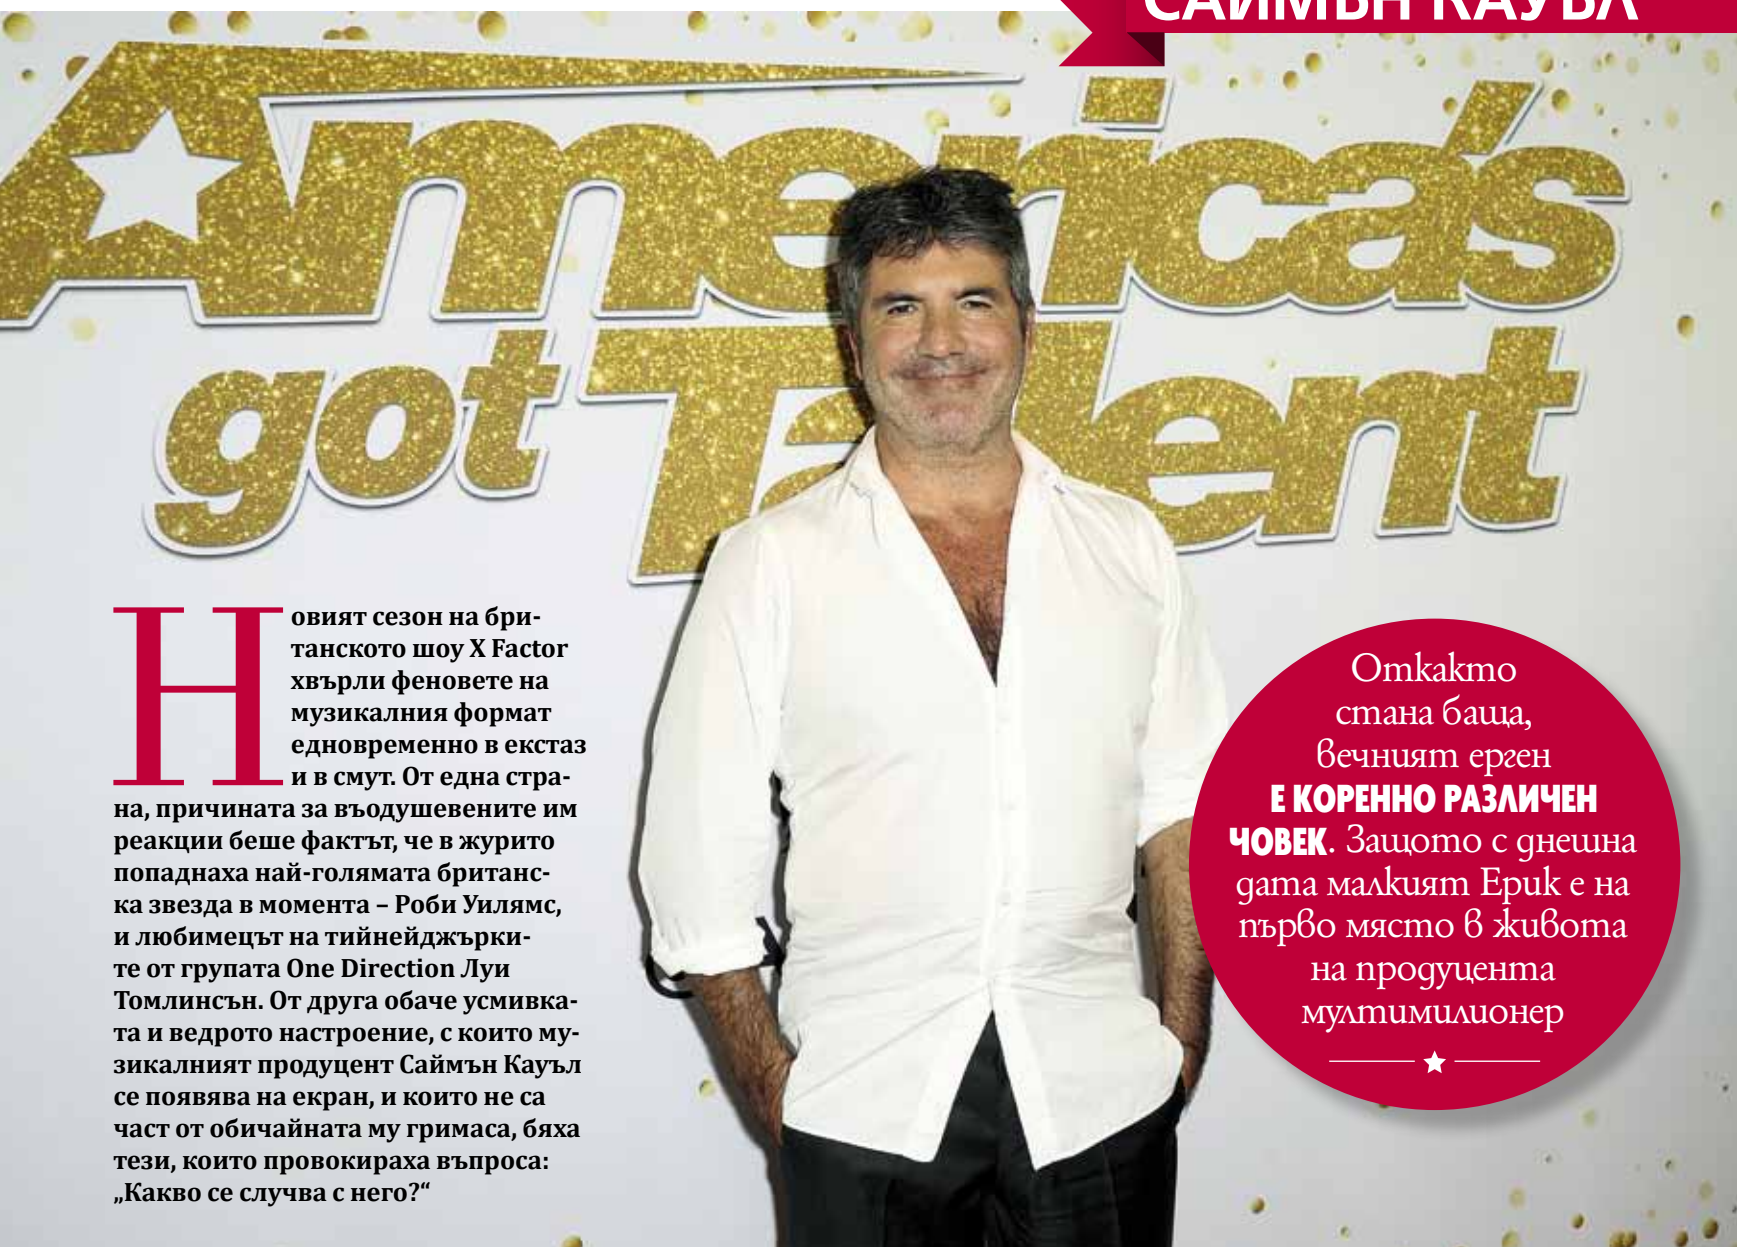 САЙМЪН КАУЪЛ
America's
got Talent
Новият сезон на бри-
танското шоу X Factor
хвърли феновете на
музикалния формат
едновременно в екстаз
и в смут. От една стра-
на, причината за въодушевените им
реакции беше фактът, че в журито
попаднаха най-голямата британс-
ка звезда в момента – Роби Уилямс,
и любимецът на тийнейджърки-
те от групата One Direction Луи
Томлинсън. От друга обаче усмивка-
та и ведрото настроение, с които му-
зикалният продуцент Саймън Кауъл
се появява на екран, и които не са
част от обичайната му гримаса, бяха
тези, които провокираха въпроса:
„Какво се случва с него?“
Откакто
стана баща,
вечният ерген
Е КОРЕННО РАЗЛИЧЕН
ЧОВЕК. Защото с днешна
дата малкият Ерик е на
първо място в живота
на продуцента
мултимилионер